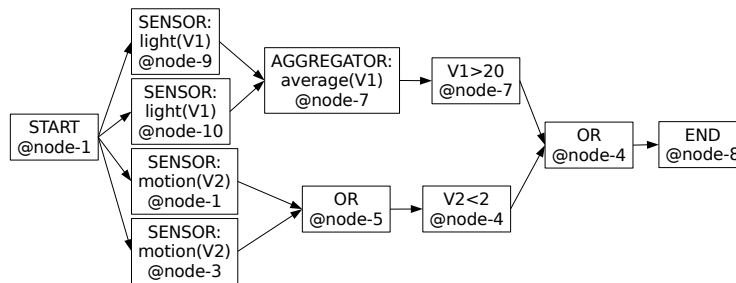 START
@node-1
SENSOR:
light(V1)
@node-9
SENSOR:
light(V1)
@node-10
SENSOR:
motion(V2)
@node-1
SENSOR:
motion(V2)
@node-3
AGGREGATOR:
average(V1)
@node-7
OR
@node-5
V1>20
@node-7
V2<2
@node-4
OR
@node-4
END
@node-8